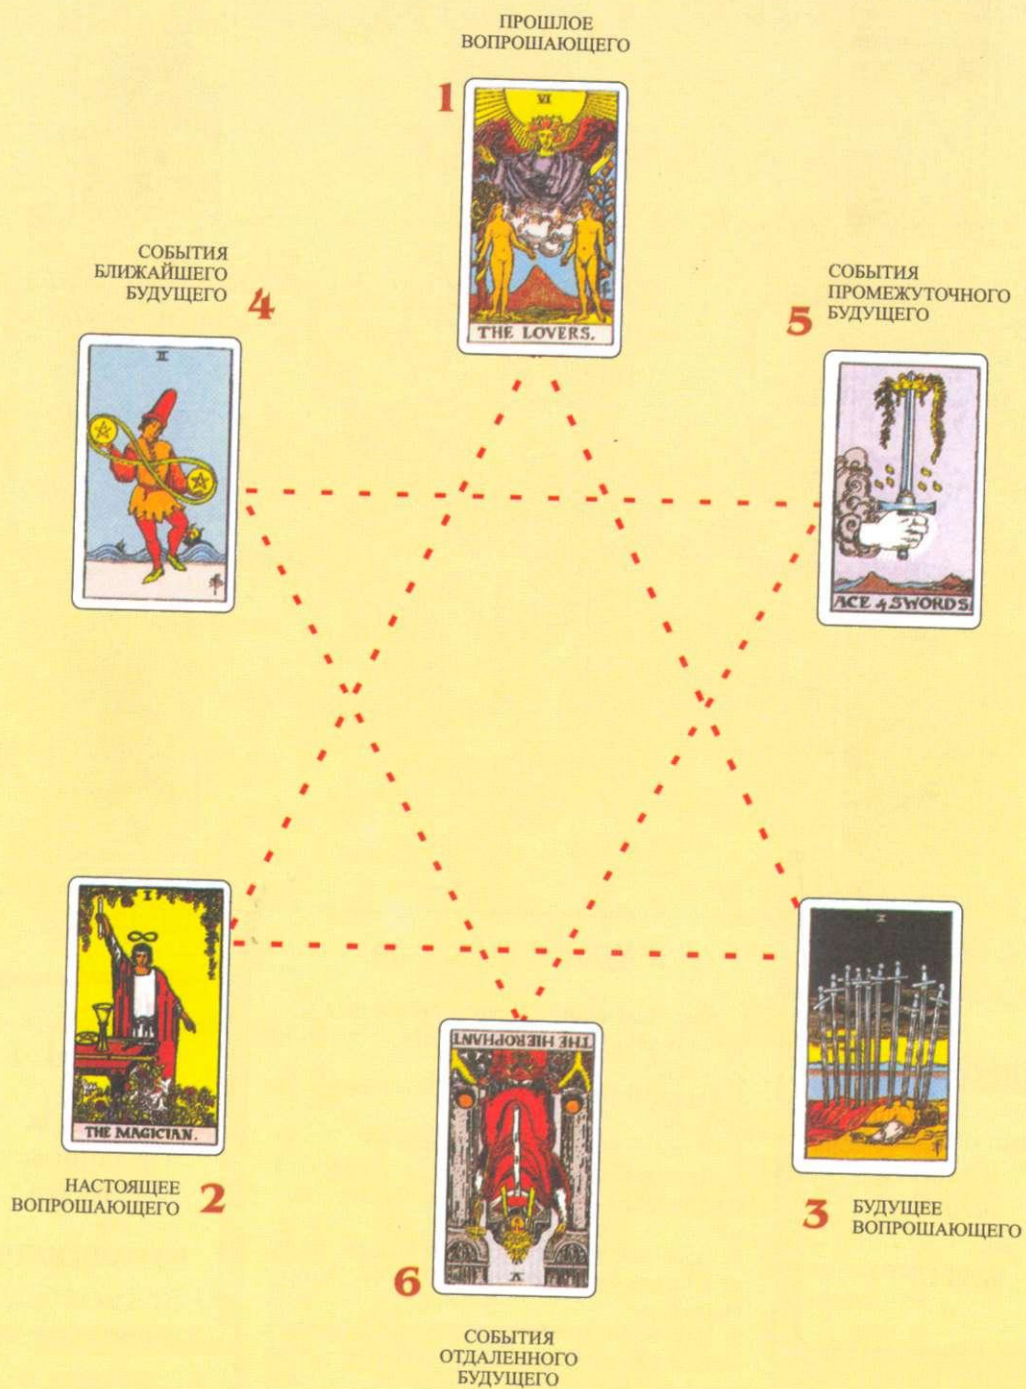 ПРОШЛОЕ
ВОПРОШАЮЩЕГО
1
VI
THE LOVERS.
СОБЫТИЯ
БЛИЖАЙШЕГО
БУДУЩЕГО
4
II
СОБЫТИЯ
ПРОМЕЖУТОЧНОГО
БУДУЩЕГО
5
ACE of SWORDS.
I
THE MAGICIAN.
НАСТОЯЩЕЕ
ВОПРОШАЮЩЕГО
2
X
3
БУДУЩЕЕ
ВОПРОШАЮЩЕГО
THE HIEROPHANT
V
6
СОБЫТИЯ
ОТДАЛЕННОГО
БУДУЩЕГО